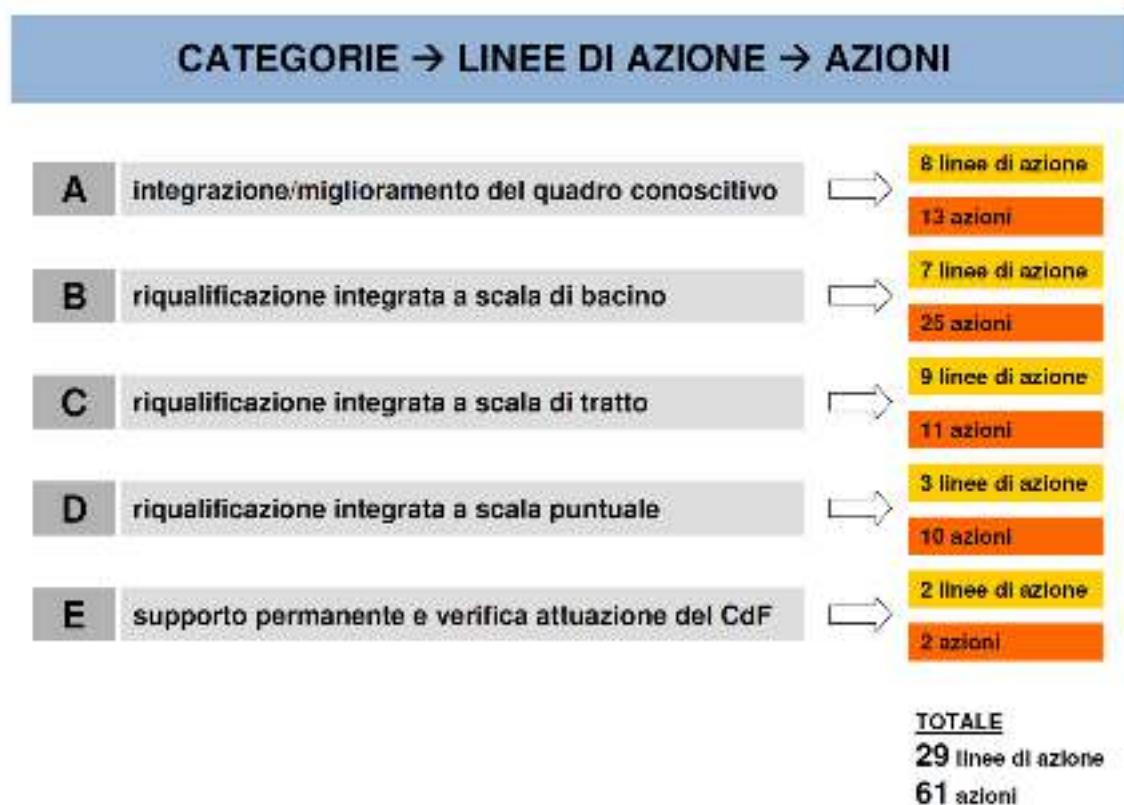 CATEGORIE → LINEE DI AZIONE → AZIONI
A integrazione/miglioramento del quadro conoscitivo
8 linee di azione
13 azioni
B riqualificazione integrata a scala di bacino
7 linee di azione
25 azioni
C riqualificazione integrata a scala di tratto
9 linee di azione
11 azioni
D riqualificazione integrata a scala puntuale
3 linee di azione
10 azioni
E supporto permanente e verifica attuazione del CdF
2 linee di azione
2 azioni
TOTALE
29 linee di azione
61 azioni